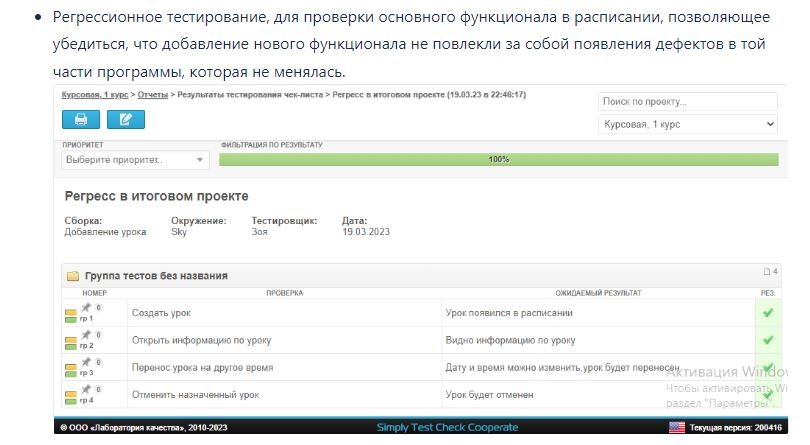 • Регрессионное тестирование, для проверки основного функционала в расписании, позволяющее
убедиться, что добавление нового функционала не повлекли за собой появления дефектов в той
части программы, которая не менялась.
Курсовая, 1 курс > Отчеты > Результаты тестирования чек-листа > Регресс в итоговом проекте (19.03.23 в 22:46:17)
Поиск по проекту...
Курсовая, 1 курс
ПРИОРИТЕТ ФИЛЬТРАЦИЯ ПО РЕЗУЛЬТАТУ
Выберите приоритет.. 100%
Регресс в итоговом проекте
Сборка: Окружение: Тестировщик: Дата:
Добавление урока Sky Зоя 19.03.2023
Группа тестов без названия 4
НОМЕР ПРОВЕРКА ОЖИДАЕМЫЙ РЕЗУЛЬТАТ РЕЗ.
0
гр 1 Создать урок Урок появился в расписании
0
гр 2 Открыть информацию по уроку Видно информацию по уроку
0
гр 3 Перенос урока на другое время Дату и время можно изменить,урок будет перенесен
0
гр 4 Отменить назначенный урок Урок будет отменен
Активация Window
Чтобы активировать Wi
раздел "Параметры".
© ООО «Лаборатория качества», 2010-2023 Simply Test Check Cooperate Текущая версия: 200416